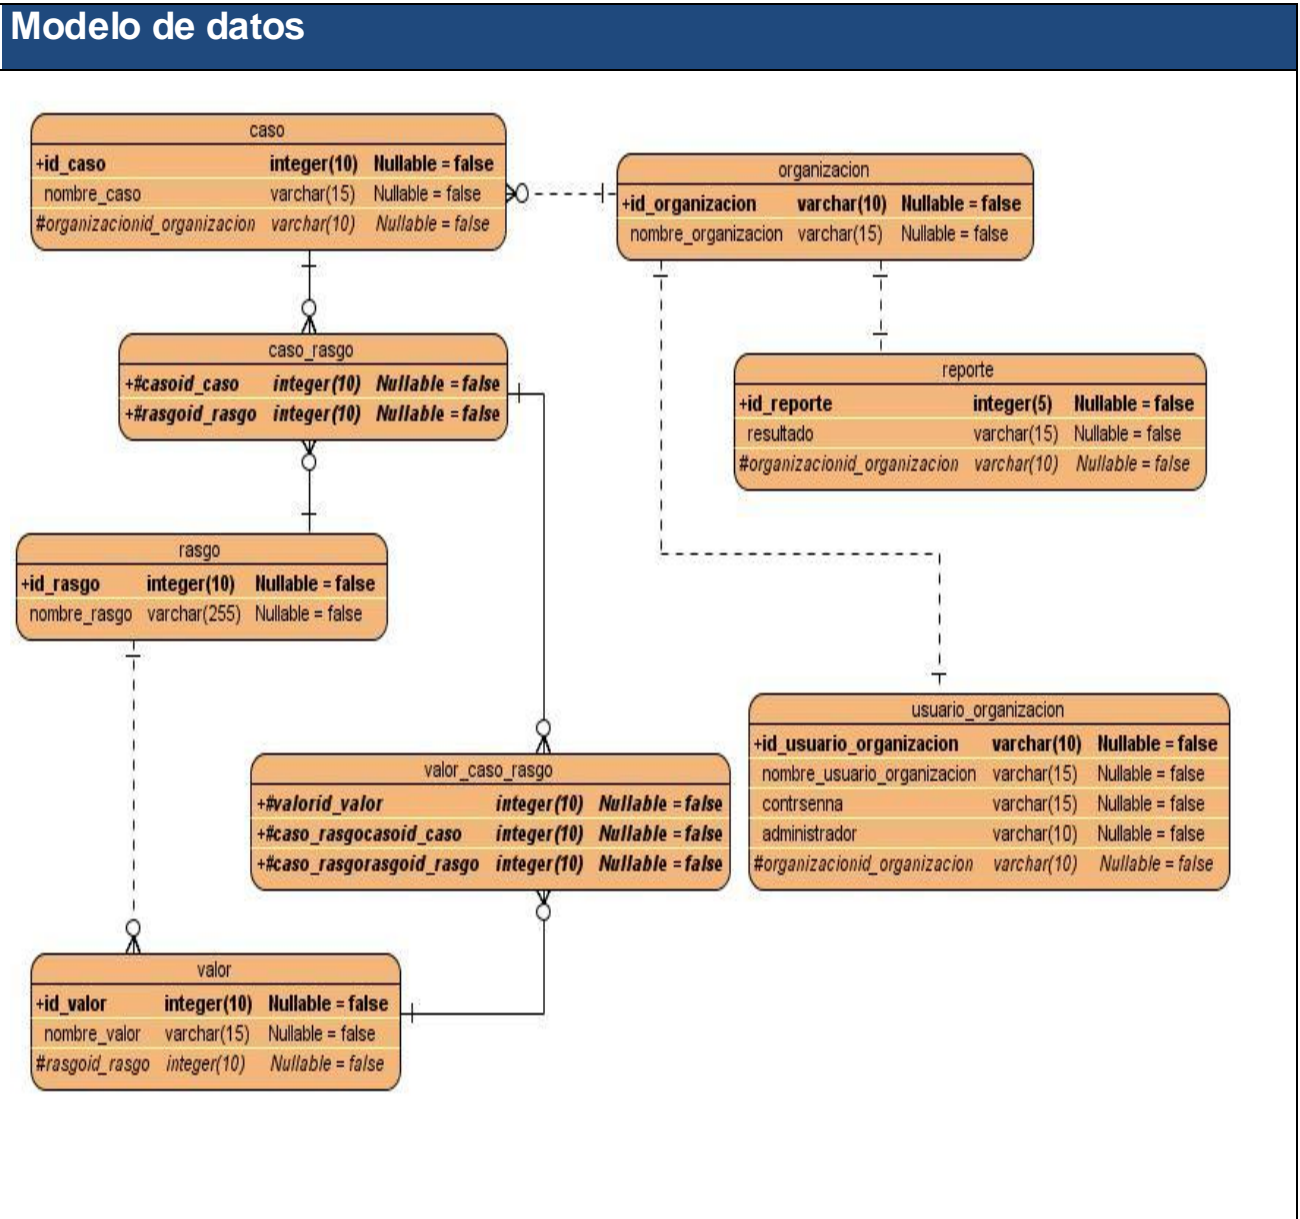 Modelo de datos
caso
+id_caso integer(10) Nullable = false
nombre_caso varchar(15) Nullable = false
#organizacionid_organizacion varchar(10) Nullable = false
organizacion
+id_organizacion varchar(10) Nullable = false
nombre_organizacion varchar(15) Nullable = false
caso_rasgo
+#casoid_caso integer(10) Nullable = false
+#rasgoid_rasgo integer(10) Nullable = false
reporte
+id_reporte integer(5) Nullable = false
resultado varchar(15) Nullable = false
#organizacionid_organizacion varchar(10) Nullable = false
rasgo
+id_rasgo integer(10) Nullable = false
nombre_rasgo varchar(255) Nullable = false
usuario_organizacion
+id_usuario_organizacion varchar(10) Nullable = false
nombre_usuario_organizacion varchar(15) Nullable = false
contrsenna varchar(15) Nullable = false
administrador varchar(10) Nullable = false
#organizacionid_organizacion varchar(10) Nullable = false
valor_caso_rasgo
+#valorid_valor integer(10) Nullable = false
+#caso_rasgocasoid_caso integer(10) Nullable = false
+#caso_rasgorasgoid_rasgo integer(10) Nullable = false
valor
+id_valor integer(10) Nullable = false
nombre_valor varchar(15) Nullable = false
#rasgoid_rasgo integer(10) Nullable = false